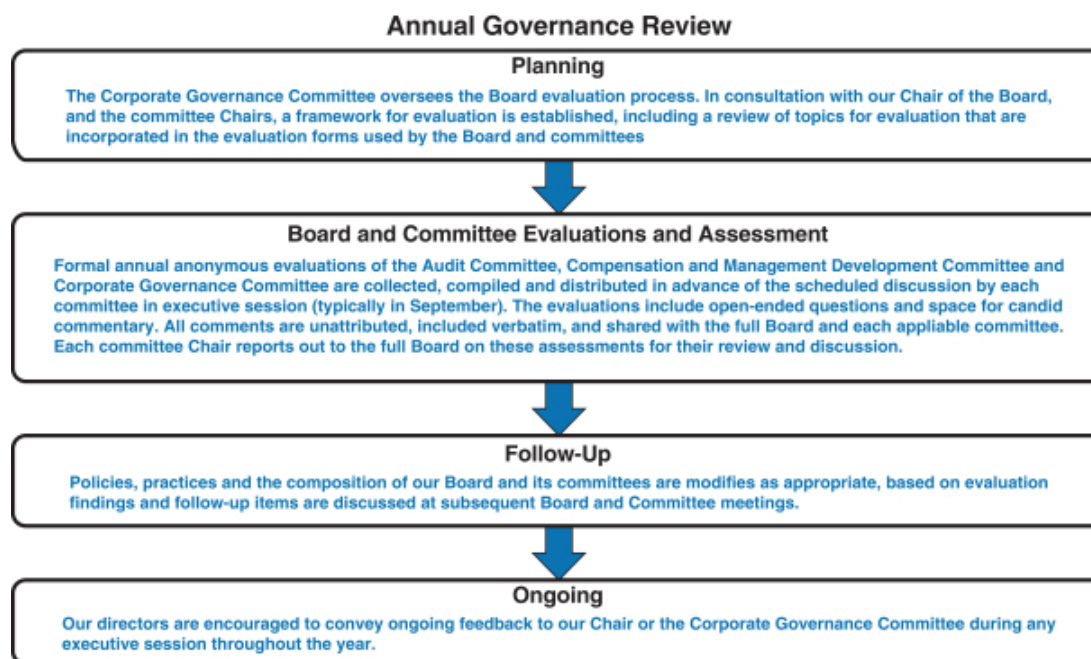 Annual Governance Review
Planning
The Corporate Governance Committee oversees the Board evaluation process. In consultation with our Chair of the Board,
and the committee Chairs, a framework for evaluation is established, including a review of topics for evaluation that are
incorporated in the evaluation forms used by the Board and committees
Board and Committee Evaluations and Assessment
Formal annual anonymous evaluations of the Audit Committee, Compensation and Management Development Committee and
Corporate Governance Committee are collected, compiled and distributed in advance of the scheduled discussion by each
committee in executive session (typically in September). The evaluations include open-ended questions and space for candid
commentary. All comments are unattributed, included verbatim, and shared with the full Board and each appliable committee.
Each committee Chair reports out to the full Board on these assessments for their review and discussion.
Follow-Up
Policies, practices and the composition of our Board and its committees are modifies as appropriate, based on evaluation
findings and follow-up items are discussed at subsequent Board and Committee meetings.
Ongoing
Our directors are encouraged to convey ongoing feedback to our Chair or the Corporate Governance Committee during any
executive session throughout the year.